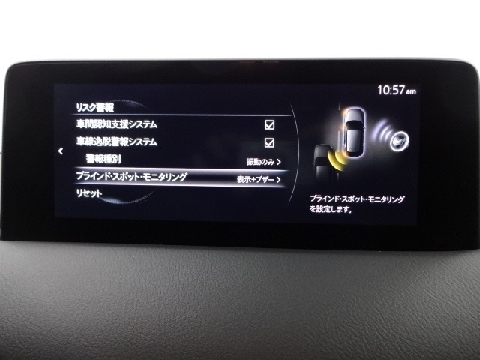 10:57am
リスク警報
車間認知支援システム
車線逸脱警報システム
警報種別 振動のみ >
ブラインド・スポット・モニタリング 表示+ブザー >
リセット
ブラインド・スポット・モニタリング
を設定します。